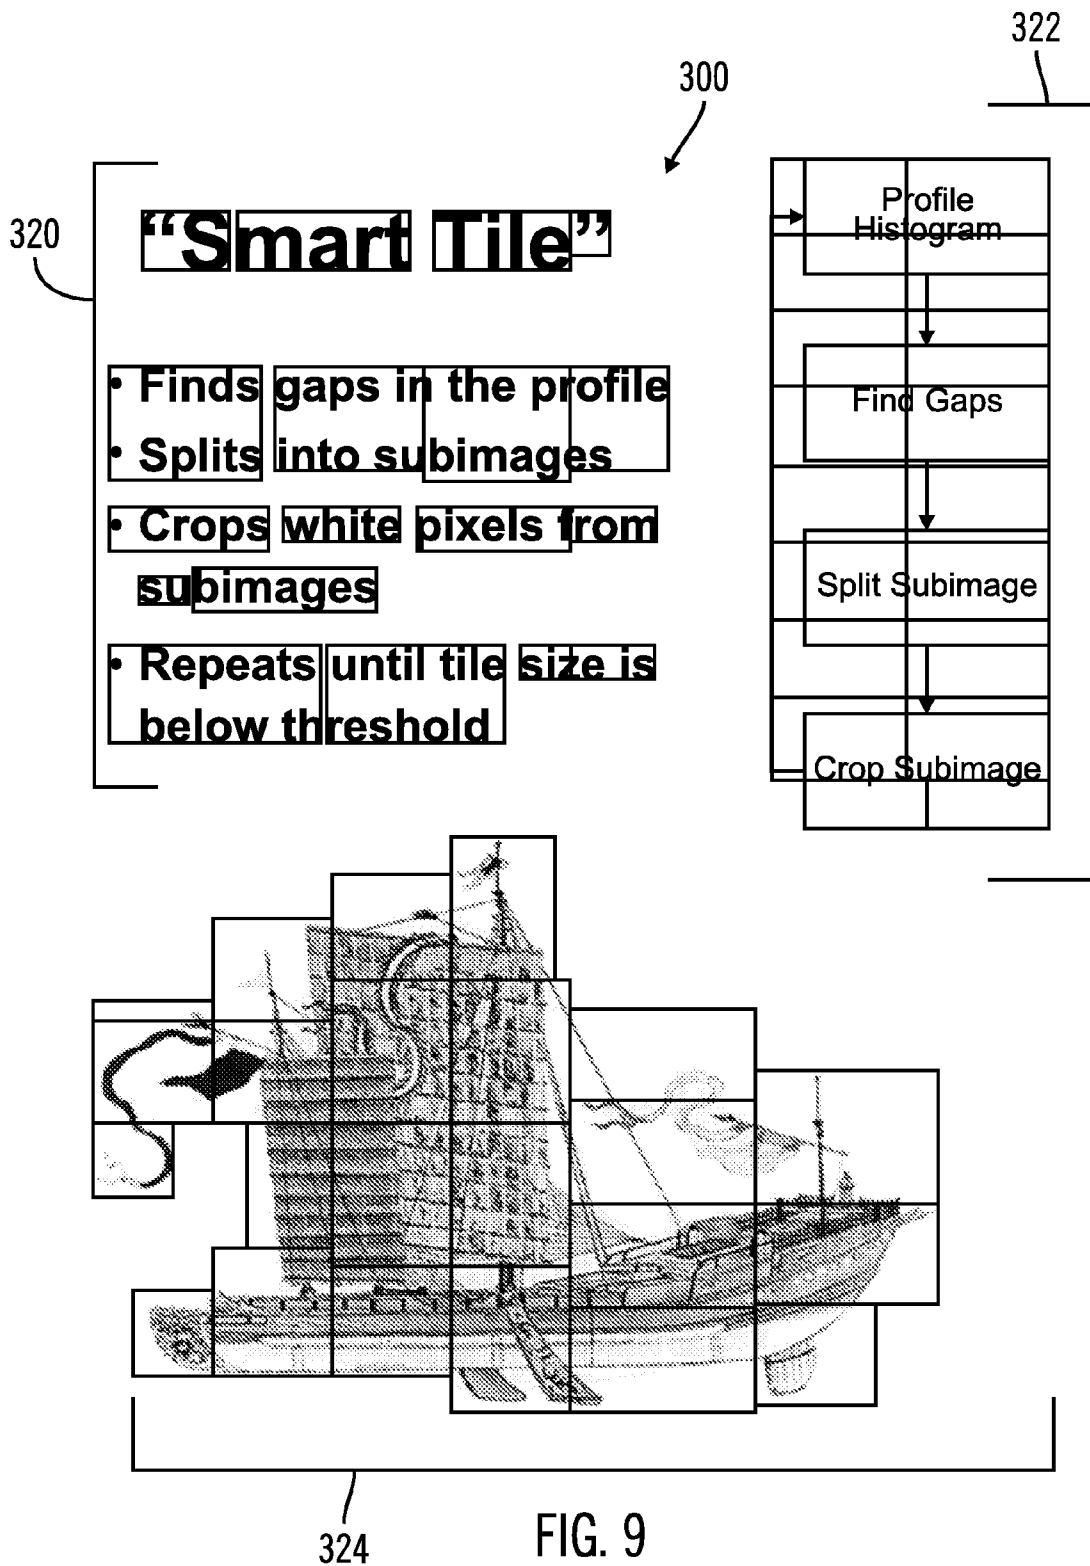 322
300
320
“Smart Tile”
• Finds gaps in the profile
• Splits into subimages
• Crops white pixels from
subimages
• Repeats until tile size is
below threshold
Profile
Histogram
Find Gaps
Split Subimage
Crop Subimage
324
FIG. 9